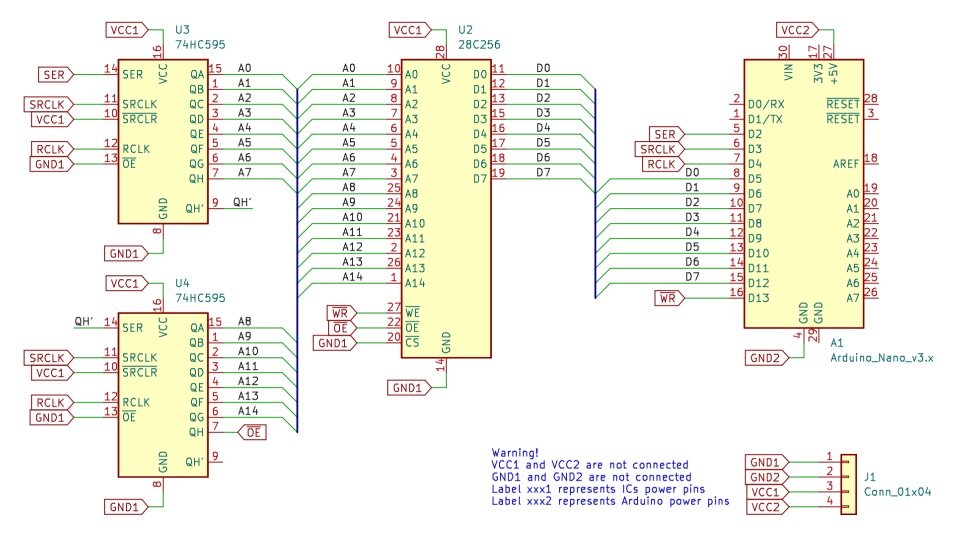 VCC1
U3
74HC595
16
VCC
SER 14 SER QA 15 A0
QB 1 A1
SRCLK 11 SRCLK QC 2 A2
VCC1 10 SRCLR QD 3 A3
QE 4 A4
RCLK 12 RCLK QF 5 A5
GND1 13 OE QG 6 A6
QH 7 A7
GND
QH' 9 QH'
8
GND1
VCC1
U4
74HC595
16
VCC
QH' 14 SER QA 15 A8
QB 1 A9
SRCLK 11 SRCLK QC 2 A10
VCC1 10 SRCLR QD 3 A11
QE 4 A12
RCLK 12 RCLK QF 5 A13
GND1 13 OE QG 6 A14
QH 7 OE
GND
QH' 9
8
GND1
VCC1
U2
28C256
28
VCC
A0 10 A0 D0 11 D0
A1 9 A1 D1 12 D1
A2 8 A2 D2 13 D2
A3 7 A3 D3 15 D3
A4 6 A4 D4 16 D4
A5 5 A5 D5 17 D5
A6 4 A6 D6 18 D6
A7 3 A7 D7 19 D7
A8 25 A8
A9 24 A9
A10 21 A10
A11 23 A11
A12 2 A12
A13 26 A13
A14 1 A14
WR 27 WE
OE 22 OE
GND1 20 CS
GND
14
GND1
VCC2
30 17 27
VIN 3V3 +5V
2 D0/RX RESET 28
1 D1/TX RESET 3
SER 5 D2
SRCLK 6 D3
RCLK 7 D4 AREF 18
D0 8 D5
D1 9 D6 A0 19
D2 10 D7 A1 20
D3 11 D8 A2 21
D4 12 D9 A3 22
D5 13 D10 A4 23
D6 14 D11 A5 24
D7 15 D12 A6 25
WR 16 D13 A7 26
GND GND
4 29
GND2
A1
Arduino_Nano_v3.x
Warning!
VCC1 and VCC2 are not connected
GND1 and GND2 are not connected
Label xxx1 represents ICs power pins
Label xxx2 represents Arduino power pins
GND1 1
GND2 2
VCC1 3
VCC2 4
J1
Conn_01x04